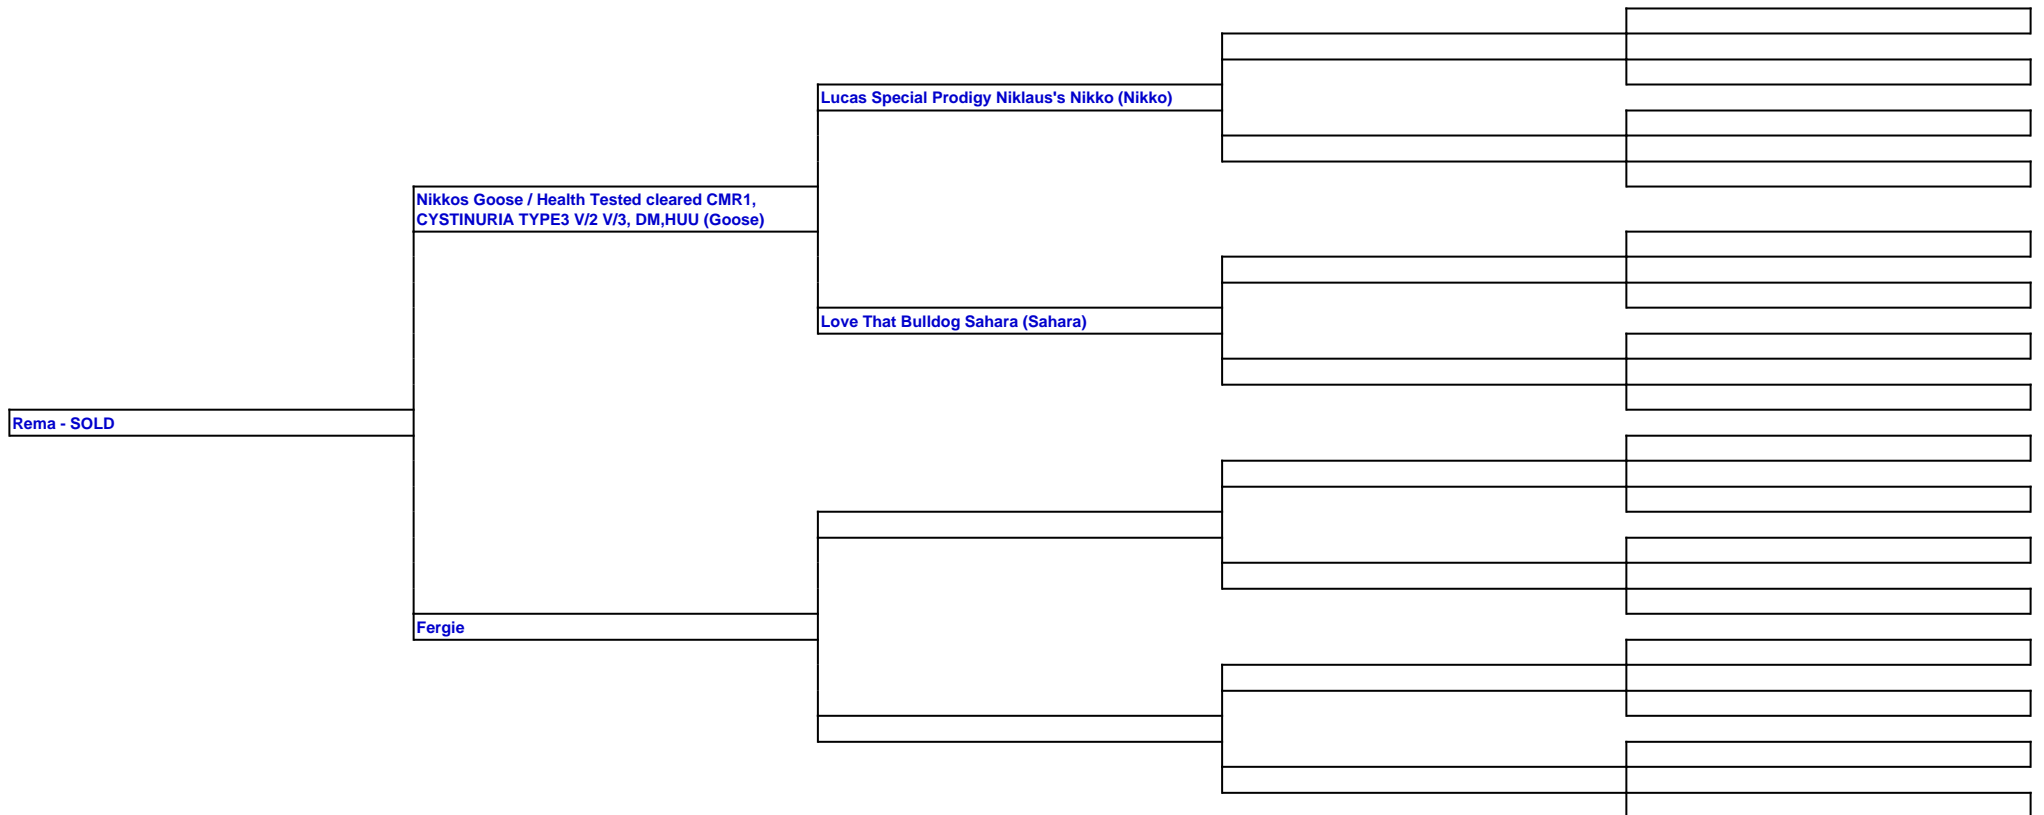 Lucas Special Prodigy Niklaus's Nikko (Nikko)
Nikkos Goose / Health Tested cleared CMR1,
CYSTINURIA TYPE3 V/2 V/3, DM,HUU (Goose)
Love That Bulldog Sahara (Sahara)
Rema - SOLD
Fergie